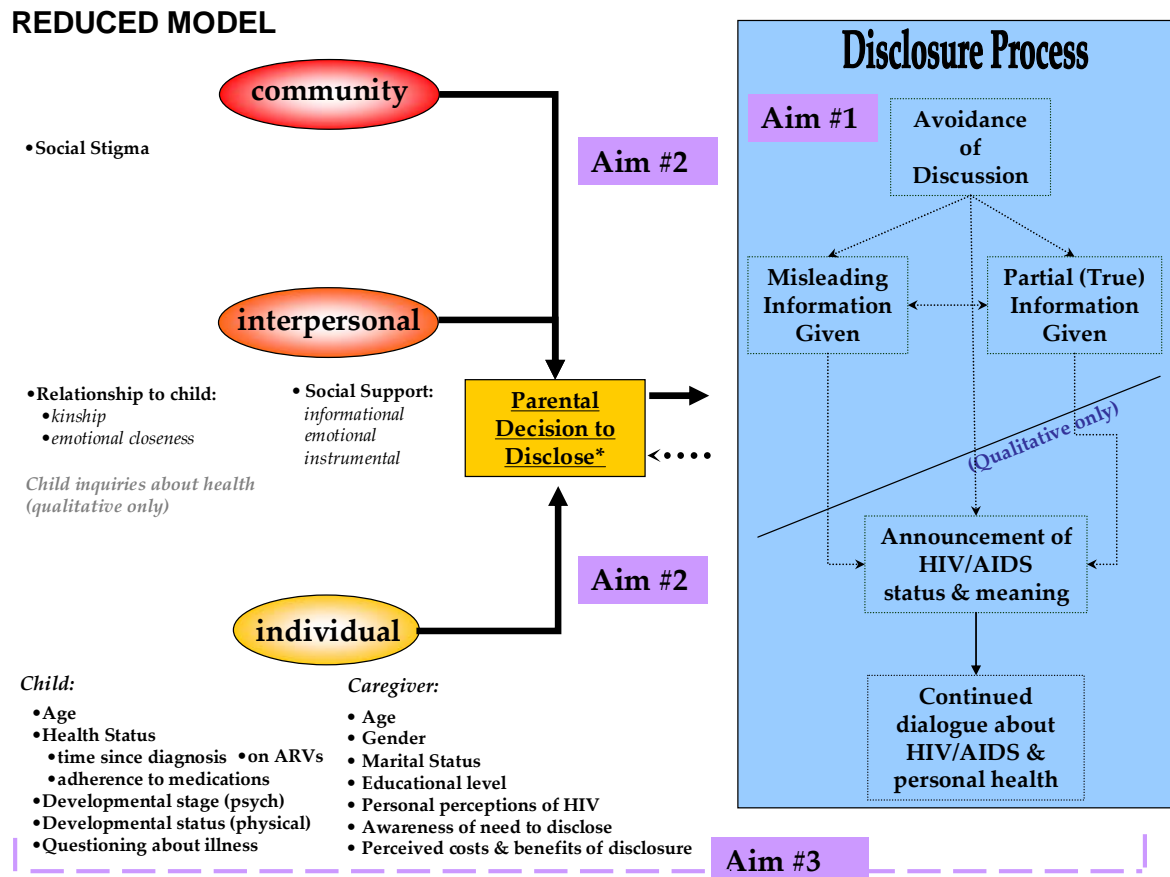 REDUCED MODEL
community
•Social Stigma
Aim #2
interpersonal
•Relationship to child:
•kinship
•emotional closeness
Child inquiries about health
(qualitative only)
• Social Support:
informational
emotional
instrumental
Parental
Decision to
Disclose*
Aim #2
individual
Child:
•Age
•Health Status
•time since diagnosis •on ARVs
•adherence to medications
•Developmental stage (psych)
•Developmental status (physical)
•Questioning about illness
Caregiver:
• Age
• Gender
• Marital Status
• Educational level
• Personal perceptions of HIV
• Awareness of need to disclose
• Perceived costs & benefits of disclosure
Aim #3
Disclosure Process
Aim #1
Avoidance
of
Discussion
Misleading
Information
Given
Partial (True)
Information
Given
(Qualitative only)
Announcement of
HIV/AIDS
status & meaning
Continued
dialogue about
HIV/AIDS &
personal health